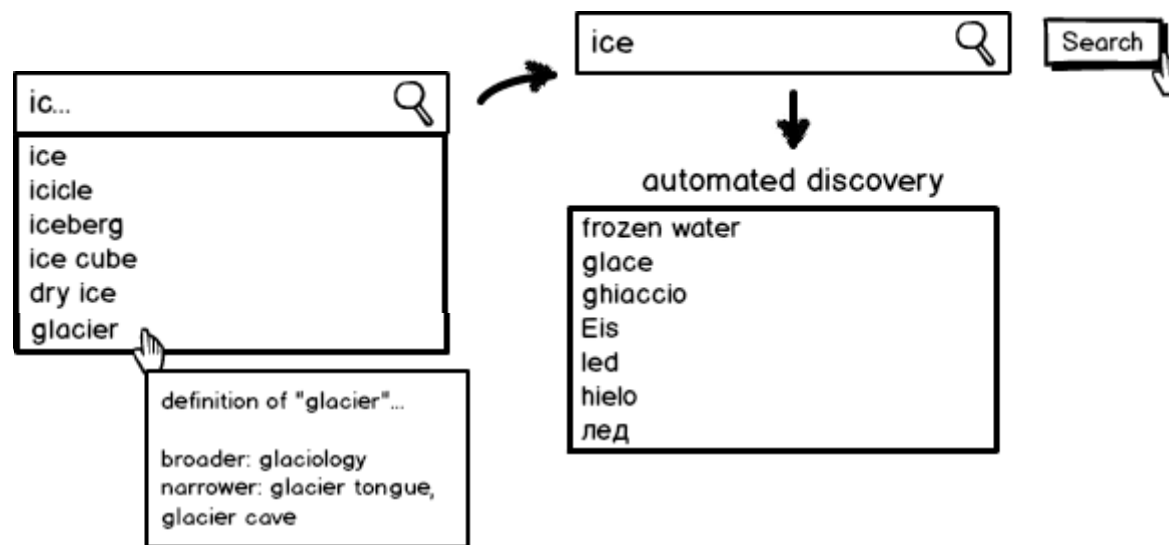 ic...
ice
icicle
iceberg
ice cube
dry ice
glacier
definition of "glacier"...
broader: glaciology
narrower: glacier tongue,
glacier cave
ice
Search
automated discovery
frozen water
glace
ghiaccio
Eis
led
hielo
лед